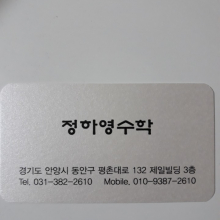 정하영수학
경기도 안양시 동안구 평촌대로 132 제일빌딩 3층
Tel. 031-382-2610 Mobile. 010-9387-2610